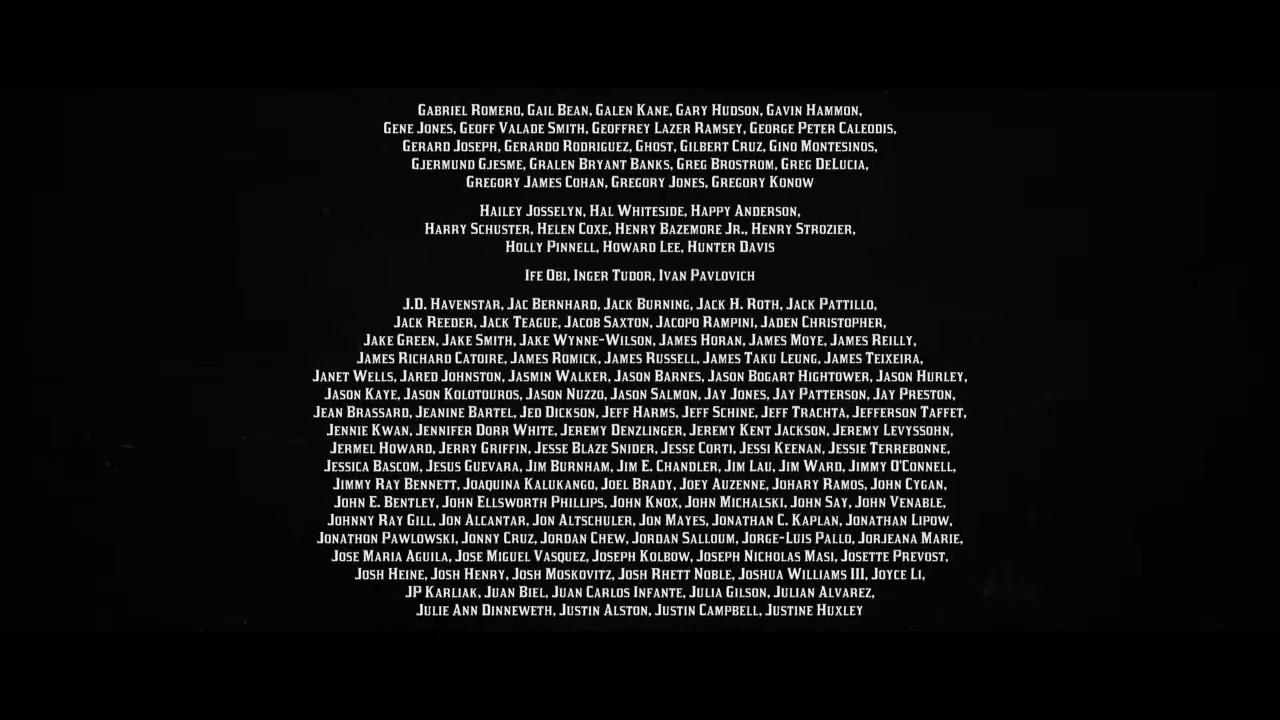 Gabriel Romero, Gail Bean, Galen Kane, Gary Hudson, Gavin Hammon,
Gene Jones, Geoff Valade Smith, Geoffrey Lazer Ramsey, George Peter Caleodis,
Gerard Joseph, Gerardo Rodriguez, Ghost, Gilbert Cruz, Gino Montesinos,
Gjermund Gjesme, Gralen Bryant Banks, Greg Brostrom, Greg DeLucia,
Gregory James Cohan, Gregory Jones, Gregory Konow
Hailey Josselyn, Hal Whiteside, Happy Anderson,
Harry Schuster, Helen Coxe, Henry Bazemore Jr., Henry Strozier,
Holly Pinnell, Howard Lee, Hunter Davis
Ife Obi, Inger Tudor, Ivan Pavlovich
J.D. Havenstar, Jac Bernhard, Jack Burning, Jack H. Roth, Jack Pattillo,
Jack Reeder, Jack Teague, Jacob Saxton, Jacopo Rampini, Jaden Christopher,
Jake Green, Jake Smith, Jake Wynne-Wilson, James Horan, James Moye, James Reilly,
James Richard Catoire, James Romick, James Russell, James Taku Leung, James Teixeira,
Janet Wells, Jared Johnston, Jasmin Walker, Jason Barnes, Jason Bogart Hightower, Jason Hurley,
Jason Kaye, Jason Kolotouros, Jason Nuzzo, Jason Salmon, Jay Jones, Jay Patterson, Jay Preston,
Jean Brassard, Jeanine Bartel, Jed Dickson, Jeff Harms, Jeff Schine, Jeff Trachta, Jefferson Taffet,
Jennie Kwan, Jennifer Dorr White, Jeremy Denzlinger, Jeremy Kent Jackson, Jeremy Levyssohn,
Jermel Howard, Jerry Griffin, Jesse Blaze Snider, Jesse Corti, Jessi Keenan, Jessie Terrebonne,
Jessica Bascom, Jesus Guevara, Jim Burnham, Jim E. Chandler, Jim Lau, Jim Ward, Jimmy O'Connell,
Jimmy Ray Bennett, Joaquina Kalukango, Joel Brady, Joey Auzenne, Johary Ramos, John Cygan,
John E. Bentley, John Ellsworth Phillips, John Knox, John Michalski, John Say, John Venable,
Johnny Ray Gill, Jon Alcantar, Jon Altschuler, Jon Mayes, Jonathan C. Kaplan, Jonathan Lipow,
Jonathon Pawlowski, Jonny Cruz, Jordan Chew, Jordan Salloum, Jorge-Luis Pallo, Jorjeana Marie,
Jose Maria Aguila, Jose Miguel Vasquez, Joseph Kolbow, Joseph Nicholas Masi, Josette Prevost,
Josh Heine, Josh Henry, Josh Moskovitz, Josh Rhett Noble, Joshua Williams III, Joyce Li,
JP Karliak, Juan Biel, Juan Carlos Infante, Julia Gilson, Julian Alvarez,
Julie Ann Dinneweth, Justin Alston, Justin Campbell, Justine Huxley